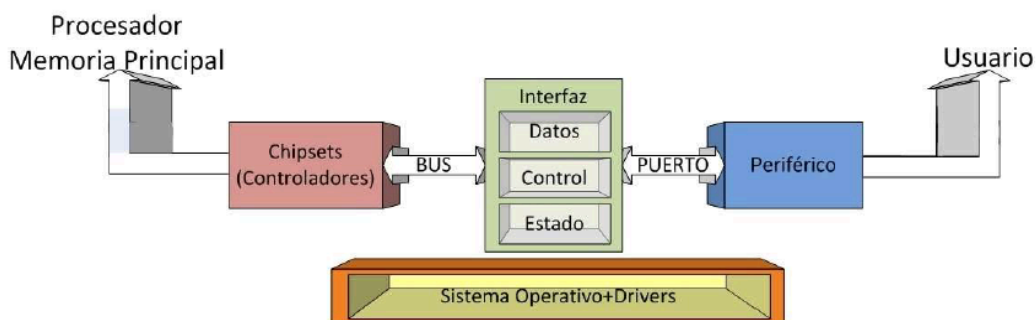 Procesador
Memoria Principal
Usuario
Interfaz
Datos
Chipsets
(Controladores)
BUS
Control
PUERTO
Periférico
Estado
Sistema Operativo+Drivers